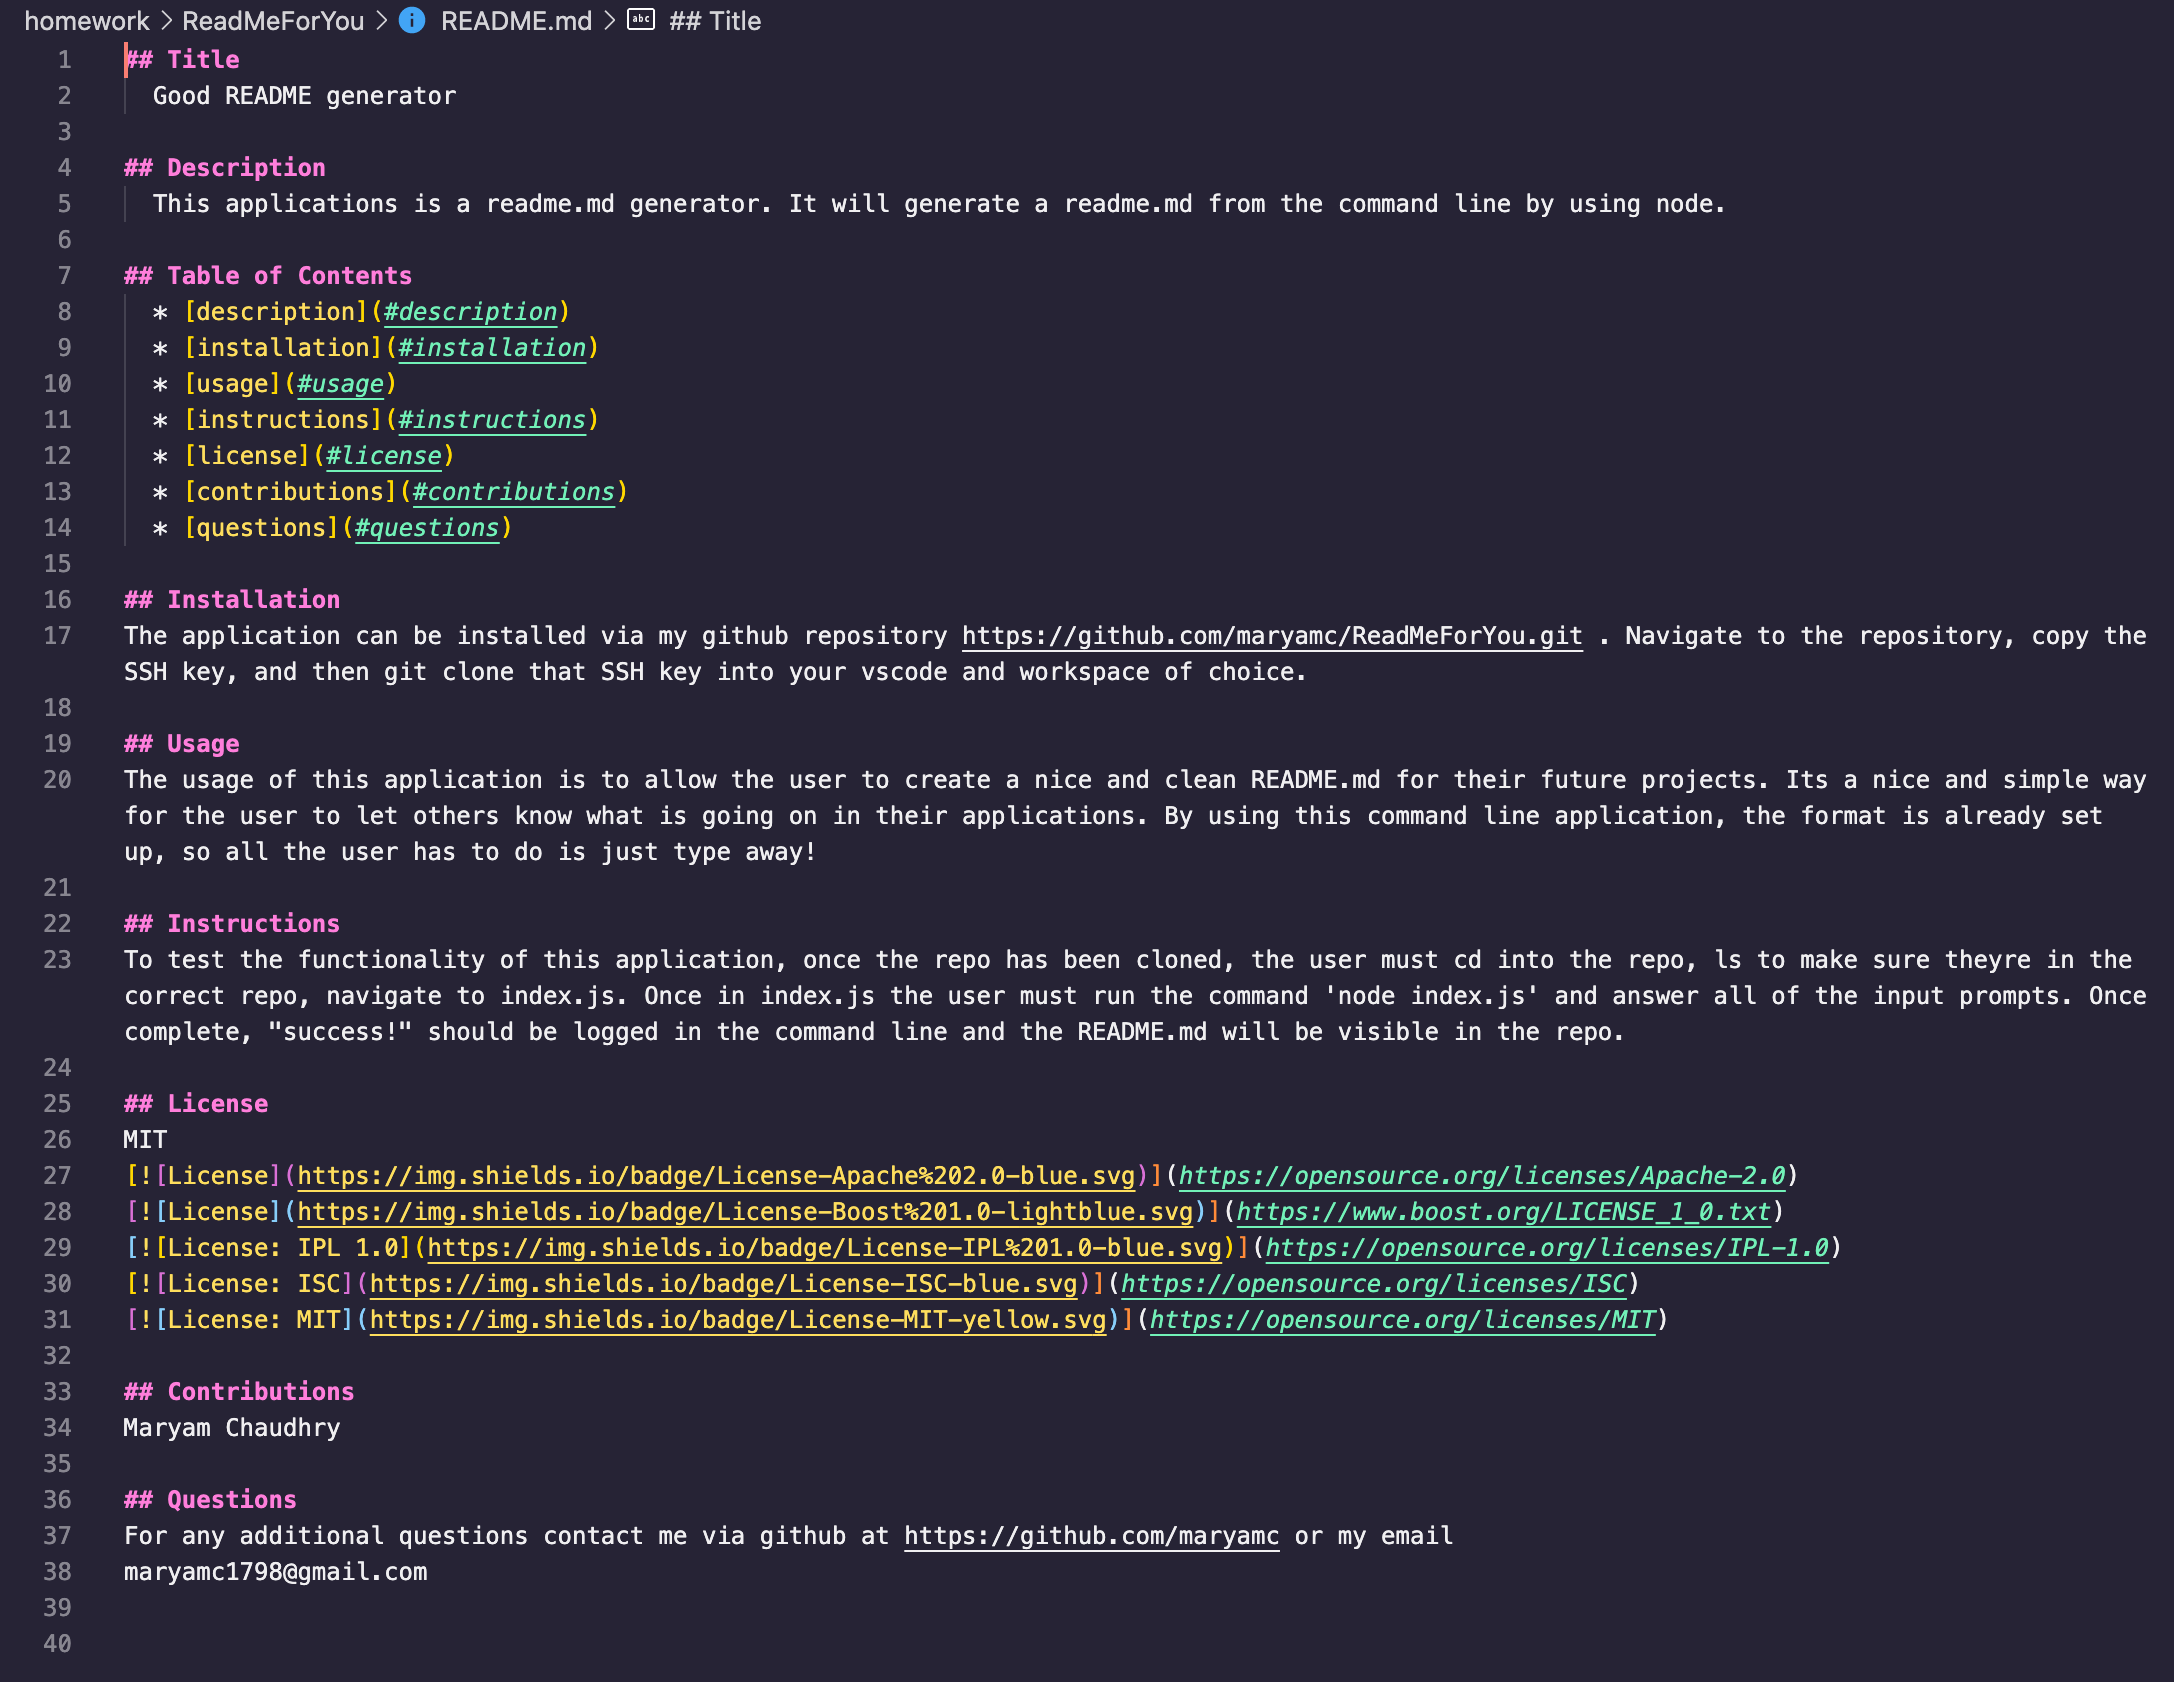 homework > ReadMeForYou > README.md > ## Title
1 ## Title
2 Good README generator
3
4 ## Description
5 This applications is a readme.md generator. It will generate a readme.md from the command line by using node.
6
7 ## Table of Contents
8 * [description](#description)
9 * [installation](#installation)
10 * [usage](#usage)
11 * [instructions](#instructions)
12 * [license](#license)
13 * [contributions](#contributions)
14 * [questions](#questions)
15
16 ## Installation
17 The application can be installed via my github repository https://github.com/maryamc/ReadMeForYou.git . Navigate to the repository, copy the
SSH key, and then git clone that SSH key into your vscode and workspace of choice.
18
19 ## Usage
20 The usage of this application is to allow the user to create a nice and clean README.md for their future projects. Its a nice and simple way
for the user to let others know what is going on in their applications. By using this command line application, the format is already set
up, so all the user has to do is just type away!
21
22 ## Instructions
23 To test the functionality of this application, once the repo has been cloned, the user must cd into the repo, ls to make sure theyre in the
correct repo, navigate to index.js. Once in index.js the user must run the command 'node index.js' and answer all of the input prompts. Once
complete, "success!" should be logged in the command line and the README.md will be visible in the repo.
24
25 ## License
26 MIT
27 [![License](https://img.shields.io/badge/License-Apache%202.0-blue.svg)](https://opensource.org/licenses/Apache-2.0)
28 [![License](https://img.shields.io/badge/License-Boost%201.0-lightblue.svg)](https://www.boost.org/LICENSE_1_0.txt)
29 [![License: IPL 1.0](https://img.shields.io/badge/License-IPL%201.0-blue.svg)](https://opensource.org/licenses/IPL-1.0)
30 [![License: ISC](https://img.shields.io/badge/License-ISC-blue.svg)](https://opensource.org/licenses/ISC)
31 [![License: MIT](https://img.shields.io/badge/License-MIT-yellow.svg)](https://opensource.org/licenses/MIT)
32
33 ## Contributions
34 Maryam Chaudhry
35
36 ## Questions
37 For any additional questions contact me via github at https://github.com/maryamc or my email
38 maryamc1798@gmail.com
39
40